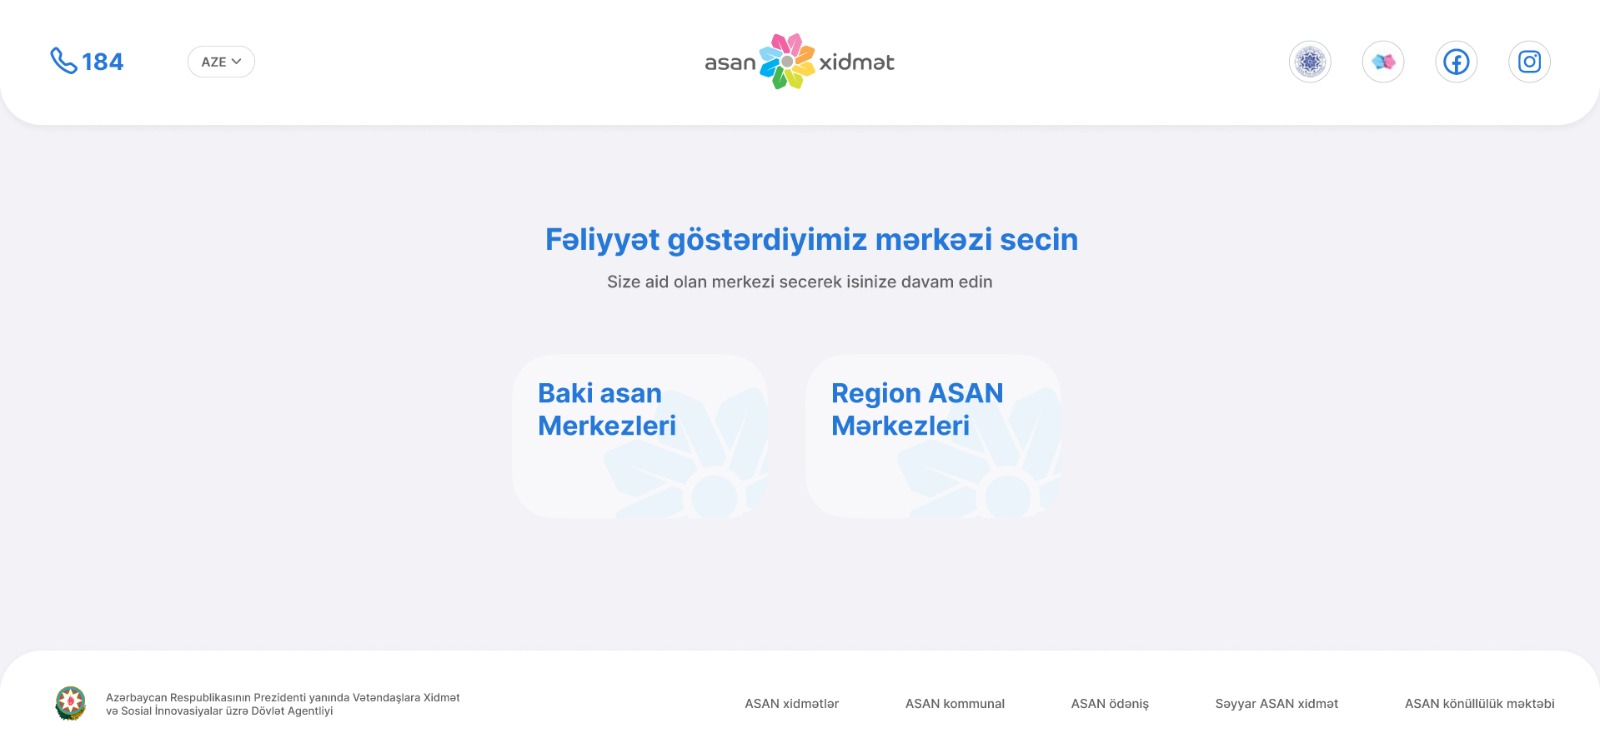 184
AZE
asan xidmət
Fəliyyət göstərdiyimiz mərkəzi secin
Size aid olan merkezi secerek isinize davam edin
Baki asan
Merkezleri
Region ASAN
Mərkezleri
Azərbaycan Respublikasının Prezidenti yanında Vətəndaşlara Xidmət
və Sosial İnnovasiyalar üzrə Dövlət Agentliyi
ASAN xidmətlər
ASAN kommunal
ASAN ödəniş
Səyyar ASAN xidmət
ASAN könüllülük məktəbi